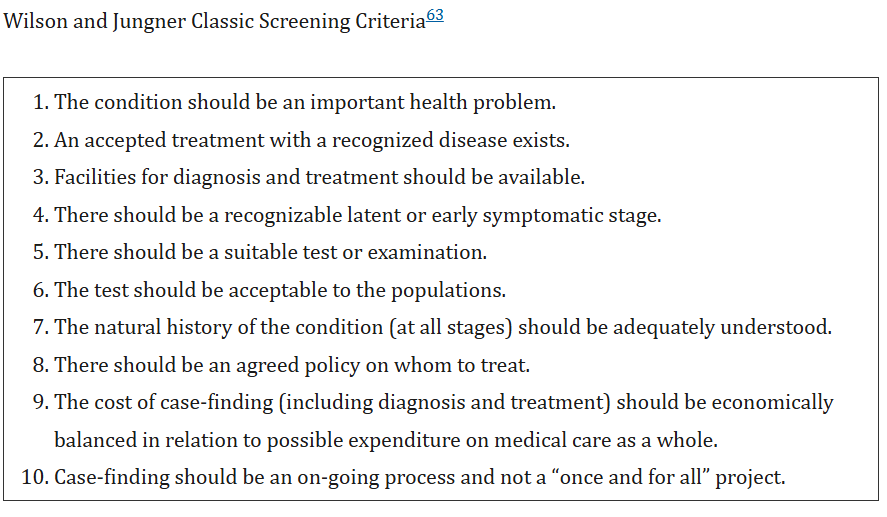 Wilson and Jungner Classic Screening Criteria63
1. The condition should be an important health problem.
2. An accepted treatment with a recognized disease exists.
3. Facilities for diagnosis and treatment should be available.
4. There should be a recognizable latent or early symptomatic stage.
5. There should be a suitable test or examination.
6. The test should be acceptable to the populations.
7. The natural history of the condition (at all stages) should be adequately understood.
8. There should be an agreed policy on whom to treat.
9. The cost of case-finding (including diagnosis and treatment) should be economically
balanced in relation to possible expenditure on medical care as a whole.
10. Case-finding should be an on-going process and not a “once and for all” project.